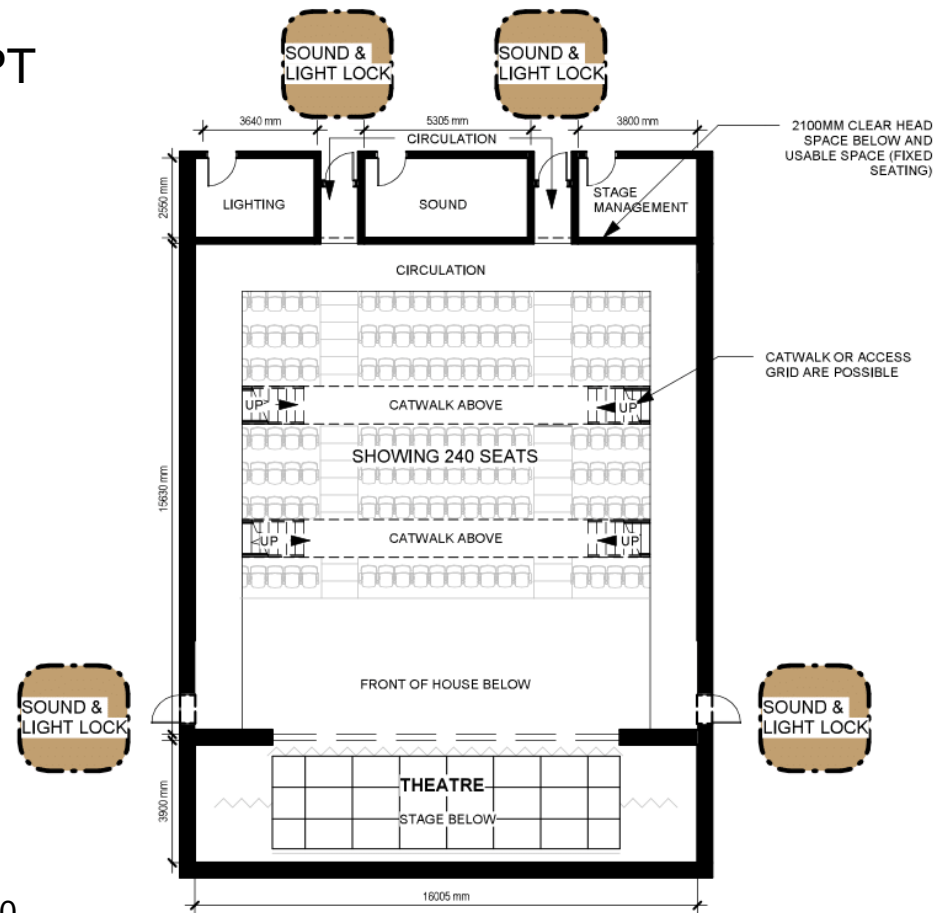 PT
SOUND &
LIGHT LOCK
SOUND &
LIGHT LOCK
3640 mm
5305 mm
3800 mm
CIRCULATION
2100MM CLEAR HEAD
SPACE BELOW AND
USABLE SPACE (FIXED
SEATING)
2550 mm
LIGHTING
SOUND
STAGE
MANAGEMENT
CIRCULATION
CATWALK OR ACCESS
GRID ARE POSSIBLE
UP
CATWALK ABOVE
UP
SHOWING 240 SEATS
15630 mm
UP
CATWALK ABOVE
UP
FRONT OF HOUSE BELOW
SOUND &
LIGHT LOCK
SOUND &
LIGHT LOCK
THEATRE
STAGE BELOW
3900 mm
16005 mm
0